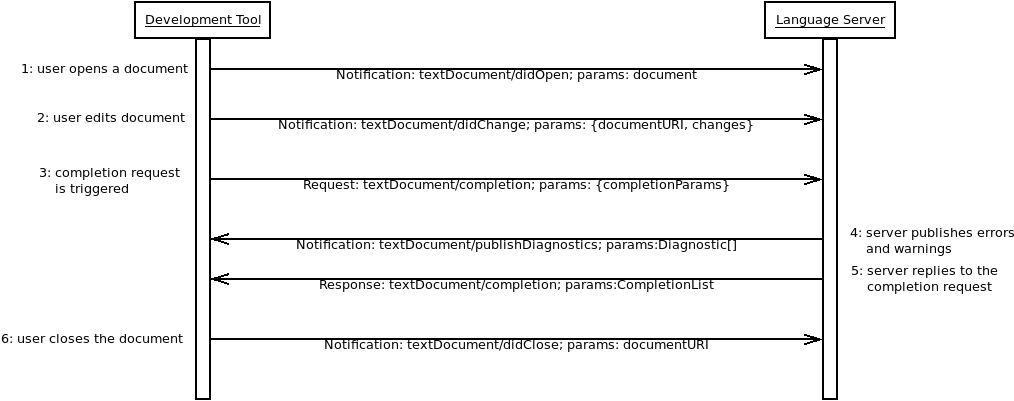 Development Tool
Language Server
1: user opens a document
Notification: textDocument/didOpen; params: document
2: user edits document
Notification: textDocument/didChange; params: {documentURI, changes}
3: completion request
is triggered
Request: textDocument/completion; params: {completionParams}
Notification: textDocument/publishDiagnostics; params:Diagnostic[]
4: server publishes errors
and warnings
Response: textDocument/completion; params:CompletionList
5: server replies to the
completion request
6: user closes the document
Notification: textDocument/didClose; params: documentURI